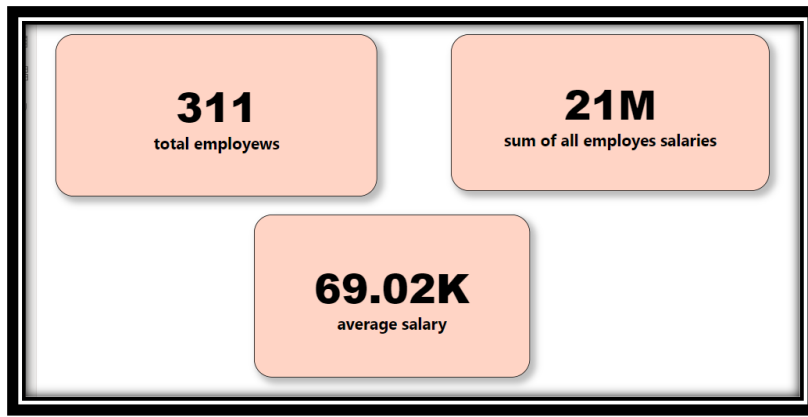 311
total employews
21M
sum of all employes salaries
69.02K
average salary